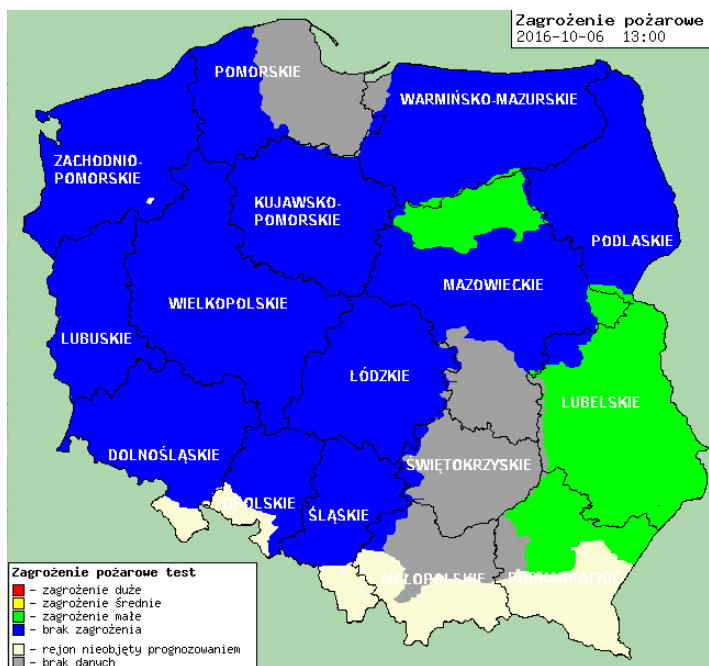 Zagrożenie pożarowe
2016-10-06 13:00
POMORSKIE
WARMIŃSKO-MAZURSKIE
ZACHODNIO-
POMORSKIE
KUJAWSKO-
POMORSKIE
PODLASKIE
MAZOWIECKIE
WIELKOPOLSKIE
LUBUSKIE
ŁÓDZKIE
LUBELSKIE
DOLNOŚLĄSKIE
ŚWIĘTOKRZYSKIE
OPOLSKIE
ŚLĄSKIE
MAŁOPOLSKIE
PODKARPACKIE
Zagrożenie pożarowe test
- zagrożenie duże
- zagrożenie średnie
- zagrożenie małe
- brak zagrożenia
- rejon nieobjęty prognozowaniem
- brak danych